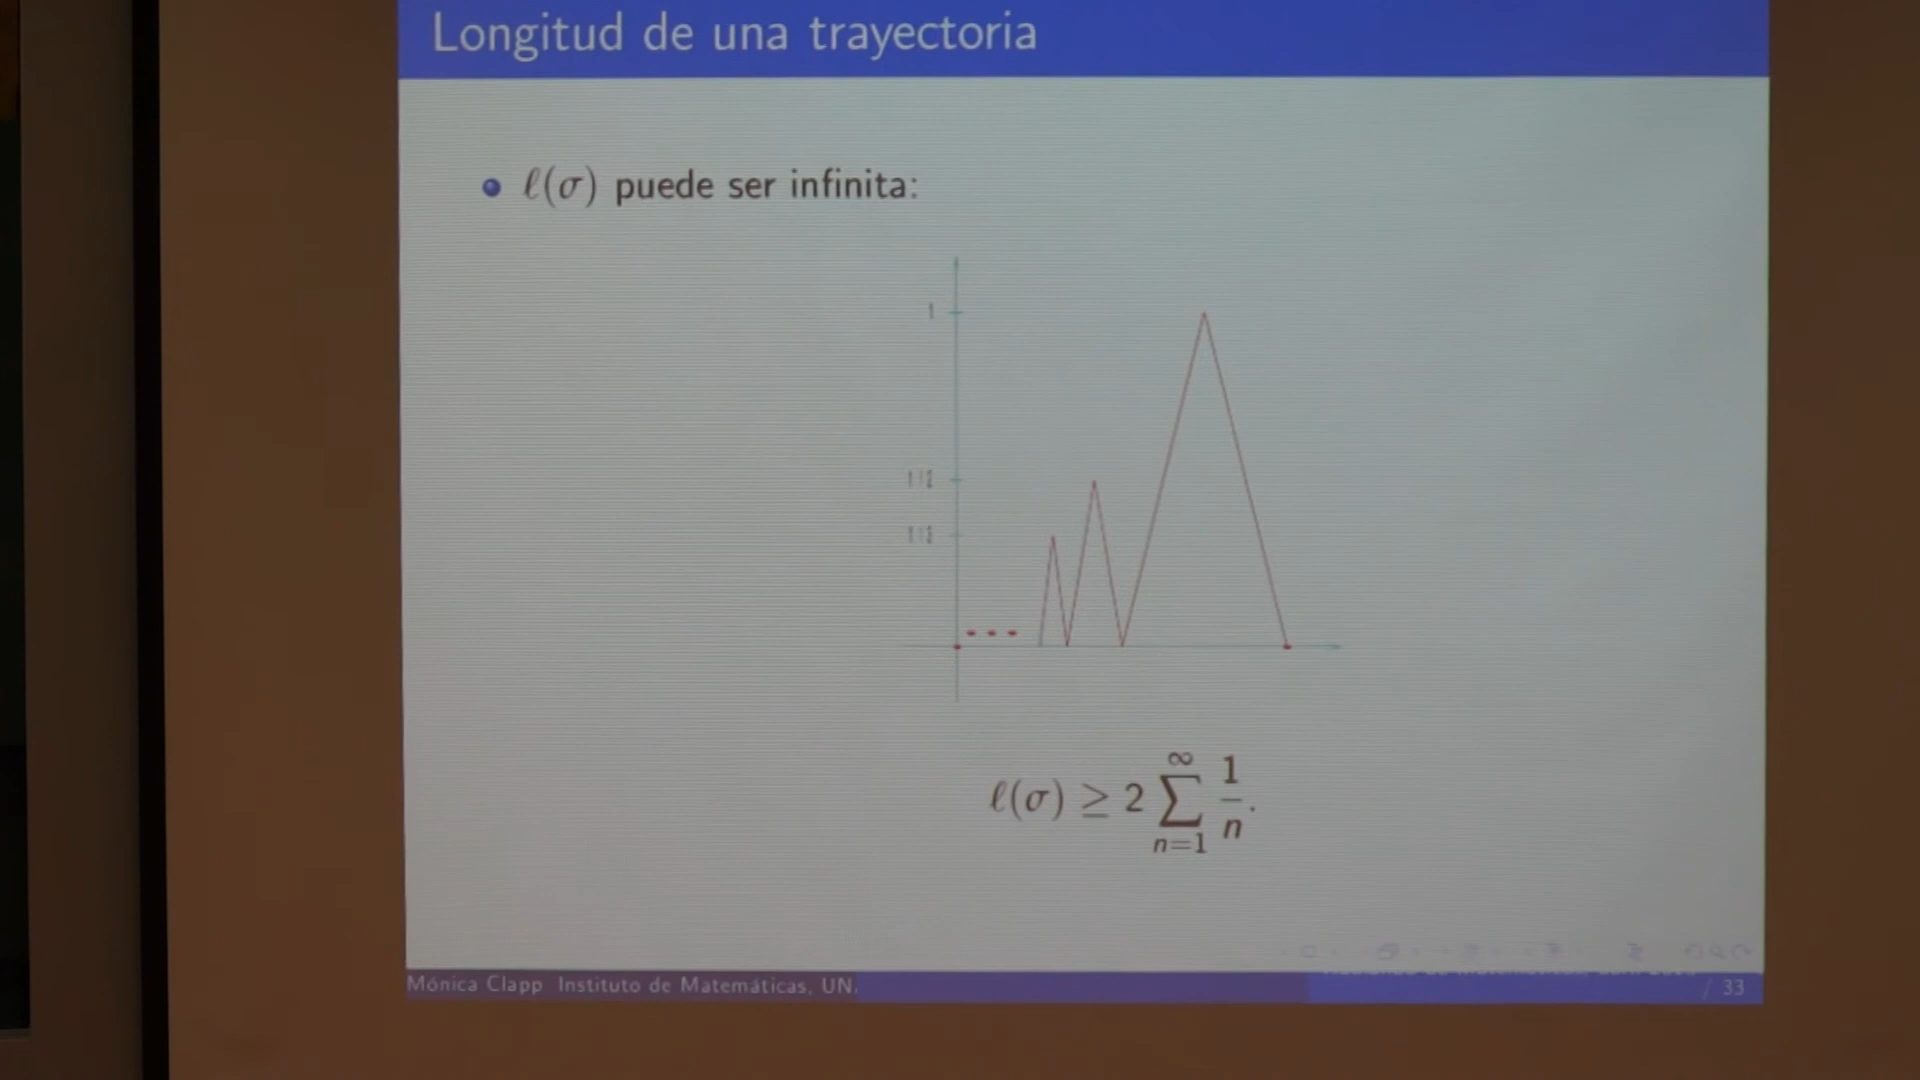 Longitud de una trayectoria
ℓ(σ) puede ser infinita:
1
ℓ(σ) ≥ 2 ∑_{n=1}^{∞} 1/n.
Mónica Clapp Instituto de Matemáticas, UN.
/ 33